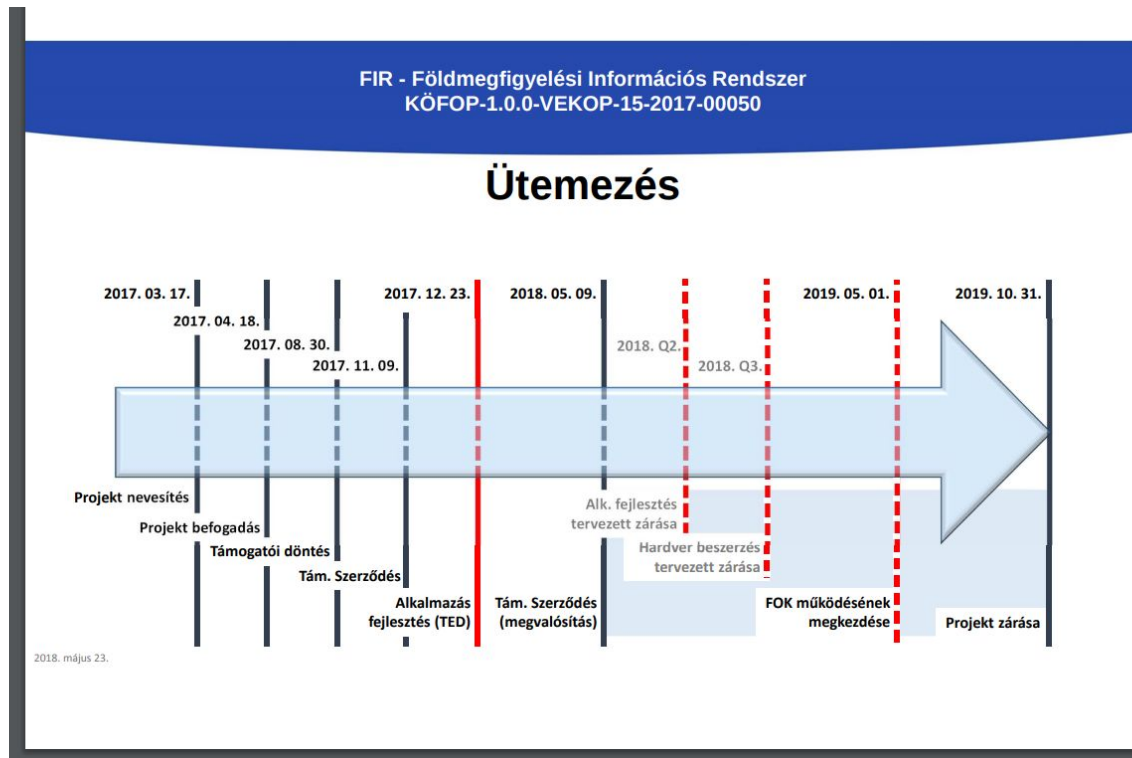 FIR - Földmegfigyelési Információs Rendszer
KÖFOP-1.0.0-VEKOP-15-2017-00050
Ütemezés
2017. 03. 17.
2017. 04. 18.
2017. 08. 30.
2017. 11. 09.
2017. 12. 23.
2018. 05. 09.
2018. Q2.
2018. Q3.
2019. 05. 01.
2019. 10. 31.
Projekt nevesítés
Projekt befogadás
Támogatói döntés
Tám. Szerződés
Alkalmazás
fejlesztés (TED)
Tám. Szerződés
(megvalósítás)
Alk. fejlesztés
tervezett zárása
Hardver beszerzés
tervezett zárása
FOK működésének
megkezdése
Projekt zárása
2018. május 23.